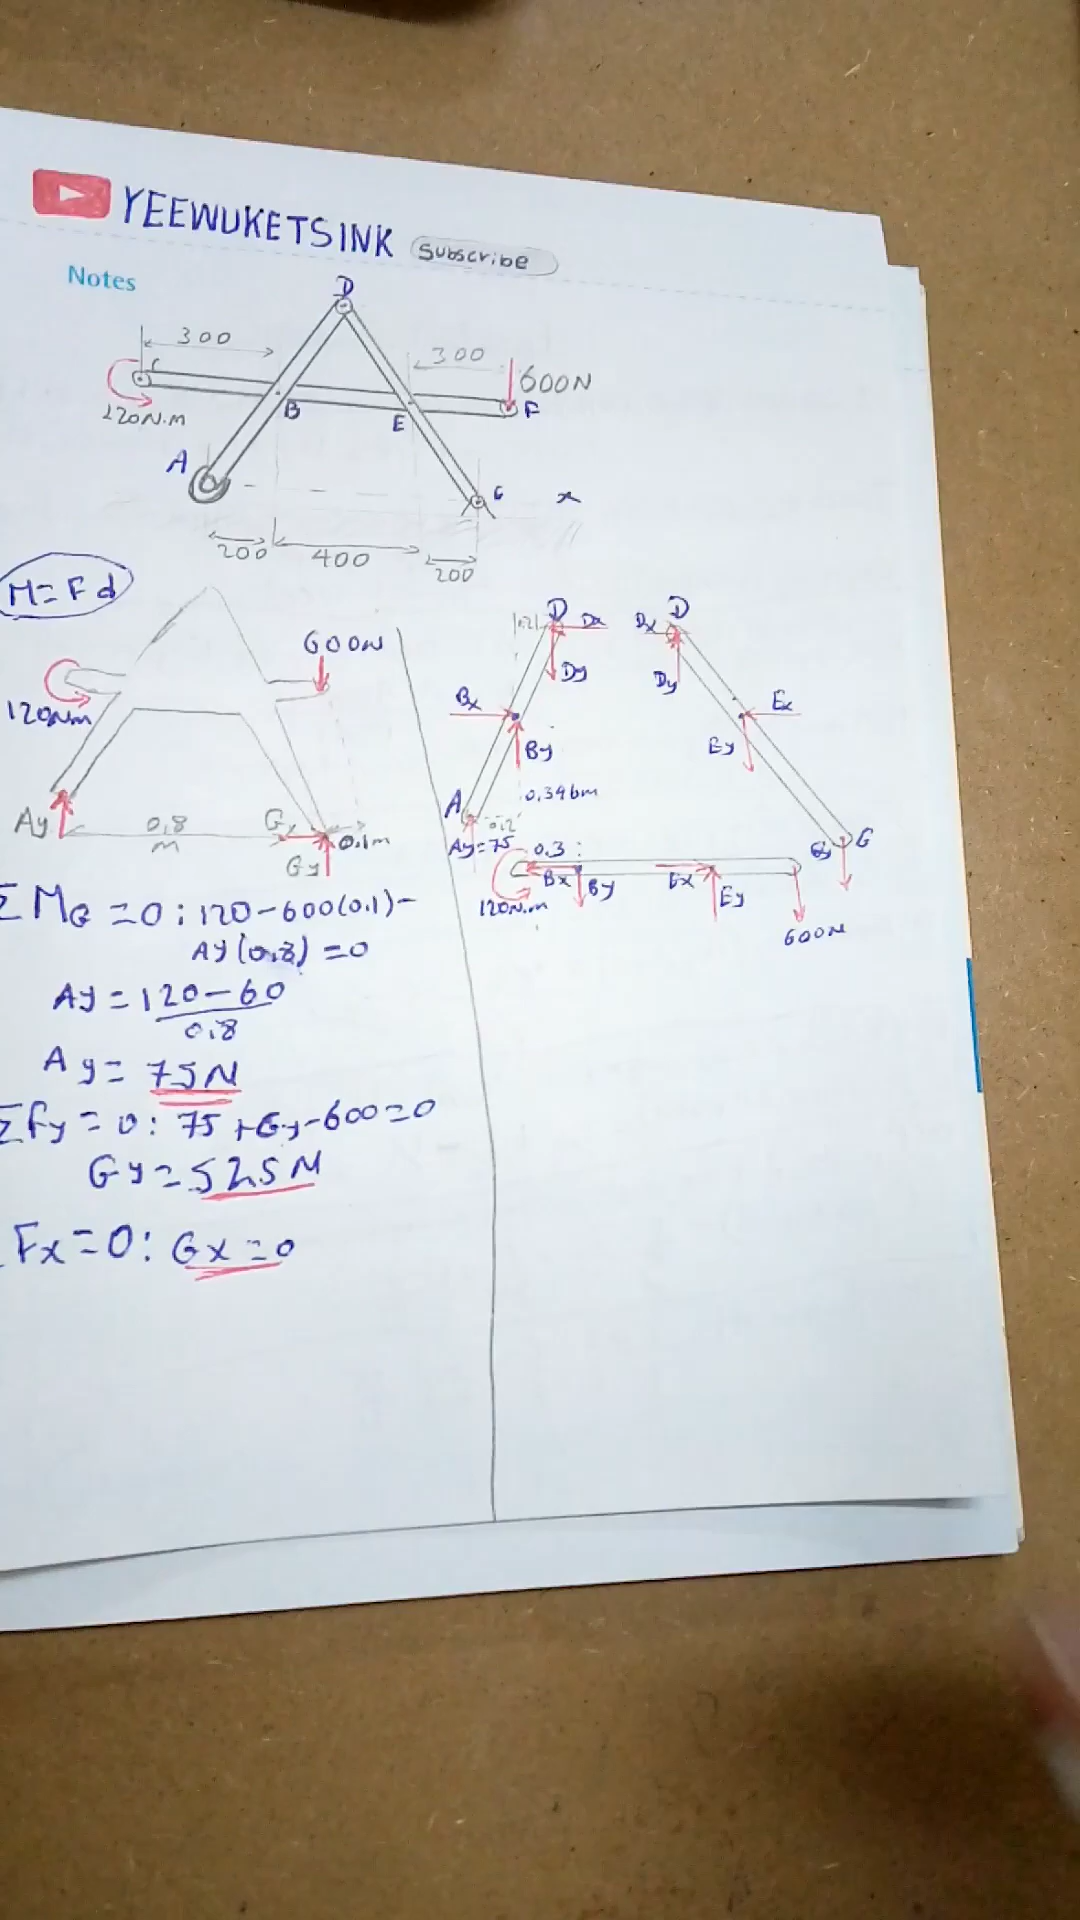 YEEWUKETSINK Subscribe
Notes
D
300
300
C
600N
120N.m
B
E
F
A
G
x
200
400
200
M=Fd
600N
120Nm
Ay
0.8
m
Gx
0.1m
Gy
ΣMG=0: 120-600(0.1)-
Ay(0.8)=0
Ay=120-60
0.8
Ay=75N
ΣFy=0: 75+Gy-600=0
Gy=525N
Fx=0: Gx=0
D
Dx
Dy
Bx
By
0.346m
A
0.2
Ay=75
D
Dx
Dy
Ex
Ey
G
Gy
0.3
Bx
By
Ex
Ey
120N.m
600N